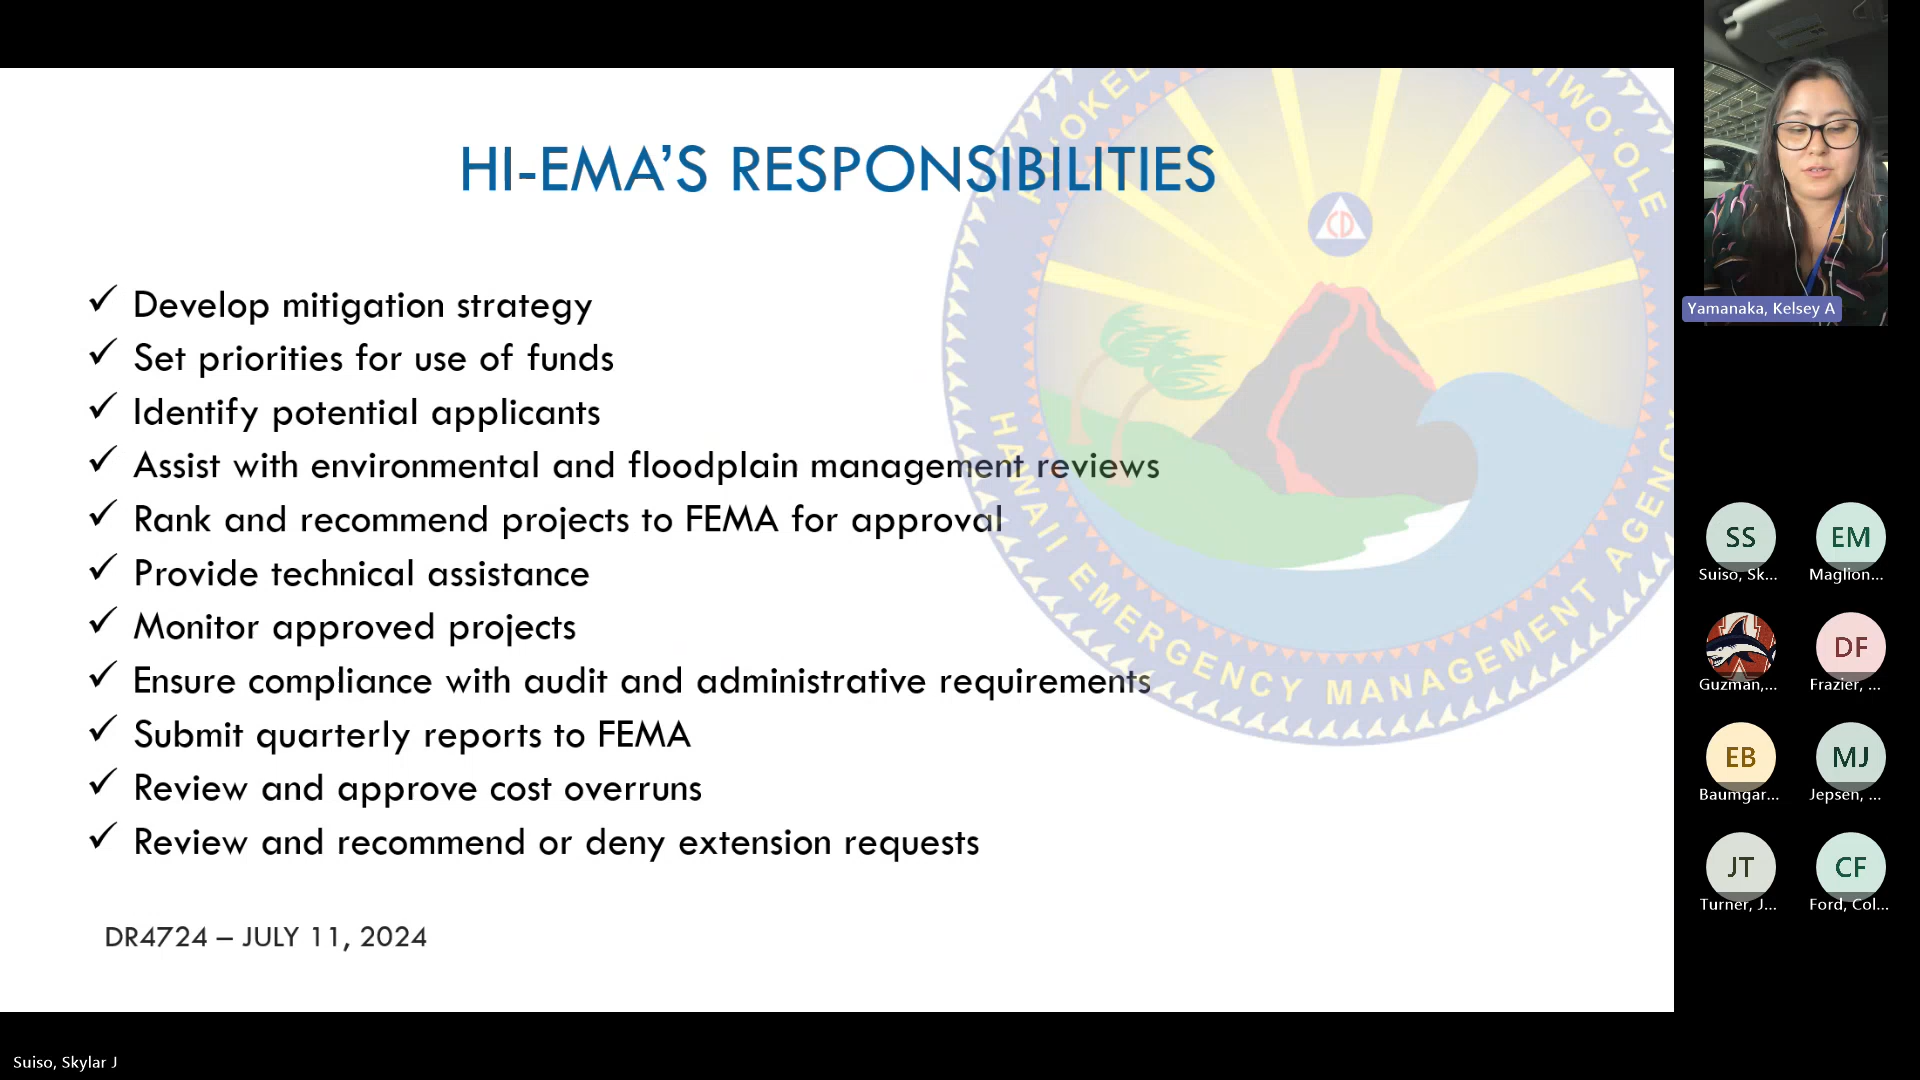 HI-EMA’S RESPONSIBILITIES
CD
HAWAII EMERGENCY MANAGEMENT AGENCY
✓ Develop mitigation strategy
✓ Set priorities for use of funds
✓ Identify potential applicants
✓ Assist with environmental and floodplain management reviews
✓ Rank and recommend projects to FEMA for approval
✓ Provide technical assistance
✓ Monitor approved projects
✓ Ensure compliance with audit and administrative requirements
✓ Submit quarterly reports to FEMA
✓ Review and approve cost overruns
✓ Review and recommend or deny extension requests
DR4724 – JULY 11, 2024
Yamanaka, Kelsey A
SS
EM
Suiso, Sk...
Maglion...
DF
Guzman,...
Frazier, ...
EB
MJ
Baumgar...
Jepsen, ...
JT
CF
Turner, J...
Ford, Col...
Suiso, Skylar J